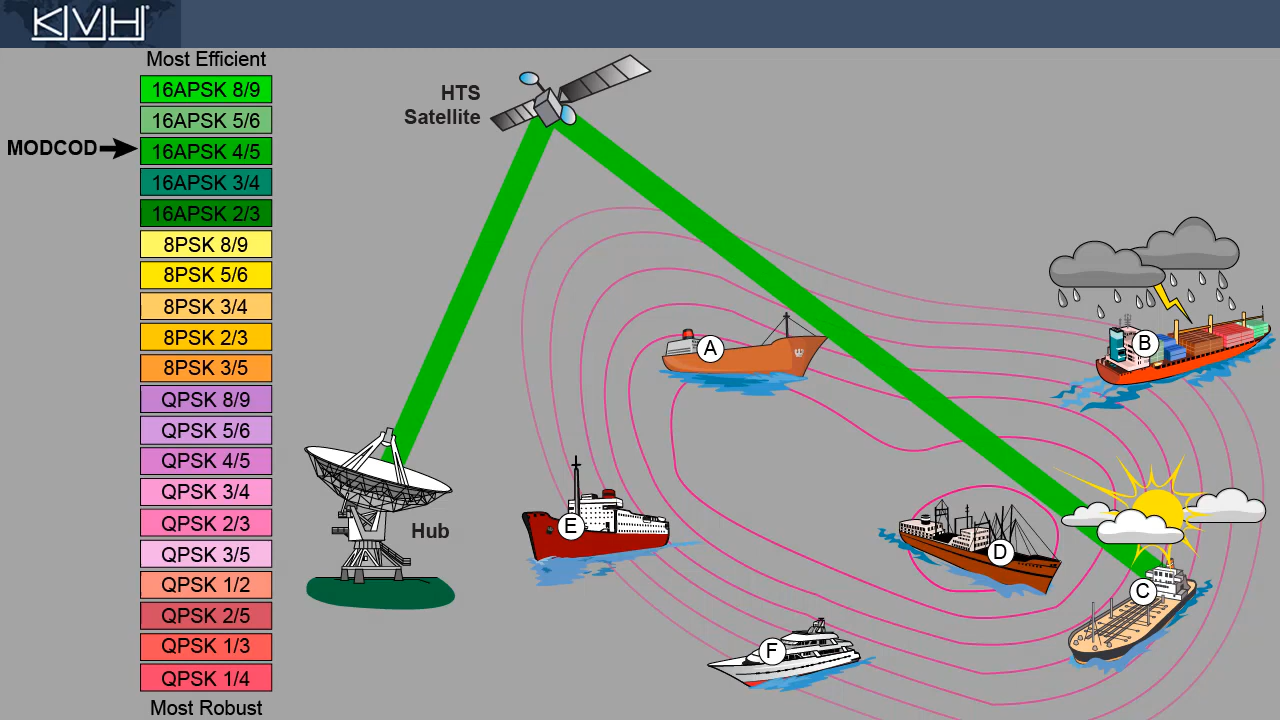 KVH
Most Efficient
16APSK 8/9
16APSK 5/6
MODCOD
16APSK 4/5
16APSK 3/4
16APSK 2/3
8PSK 8/9
8PSK 5/6
8PSK 3/4
8PSK 2/3
8PSK 3/5
QPSK 8/9
QPSK 5/6
QPSK 4/5
QPSK 3/4
QPSK 2/3
QPSK 3/5
QPSK 1/2
QPSK 2/5
QPSK 1/3
QPSK 1/4
Most Robust
HTS
Satellite
Hub
A
B
E
D
C
F